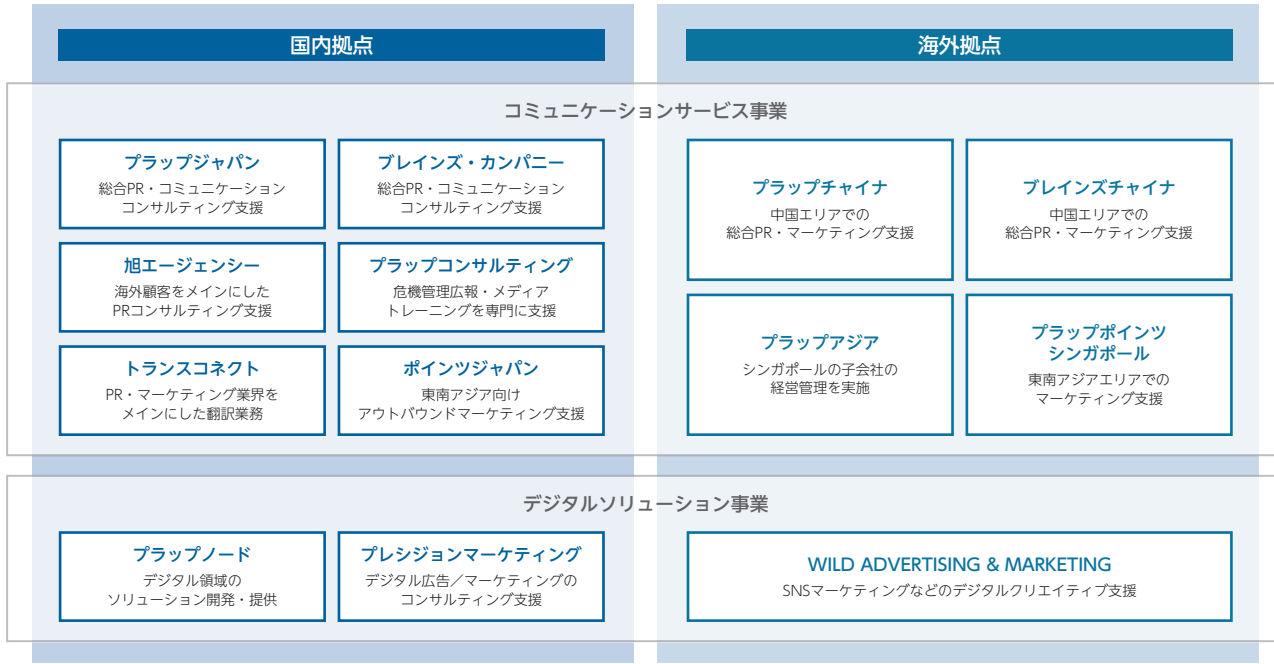 国内拠点
海外拠点
コミュニケーションサービス事業
プラップジャパン
総合PR・コミュニケーション
コンサルティング支援
ブレインズ・カンパニー
総合PR・コミュニケーション
コンサルティング支援
プラップチャイナ
中国エリアでの
総合PR・マーケティング支援
ブレインズチャイナ
中国エリアでの
総合PR・マーケティング支援
旭エージェンシー
海外顧客をメインにした
PRコンサルティング支援
プラップコンサルティング
危機管理広報・メディア
トレーニングを専門に支援
プラップアジア
シンガポールの子会社の
経営管理を実施
プラップポインツ
シンガポール
東南アジアエリアでの
マーケティング支援
トランスコネクト
PR・マーケティング業界を
メインにした翻訳業務
ポインツジャパン
東南アジア向け
アウトバウンドマーケティング支援
デジタルソリューション事業
プラップノード
デジタル領域の
ソリューション開発・提供
プレシジョンマーケティング
デジタル広告／マーケティングの
コンサルティング支援
WILD ADVERTISING & MARKETING
SNSマーケティングなどのデジタルクリエイティブ支援